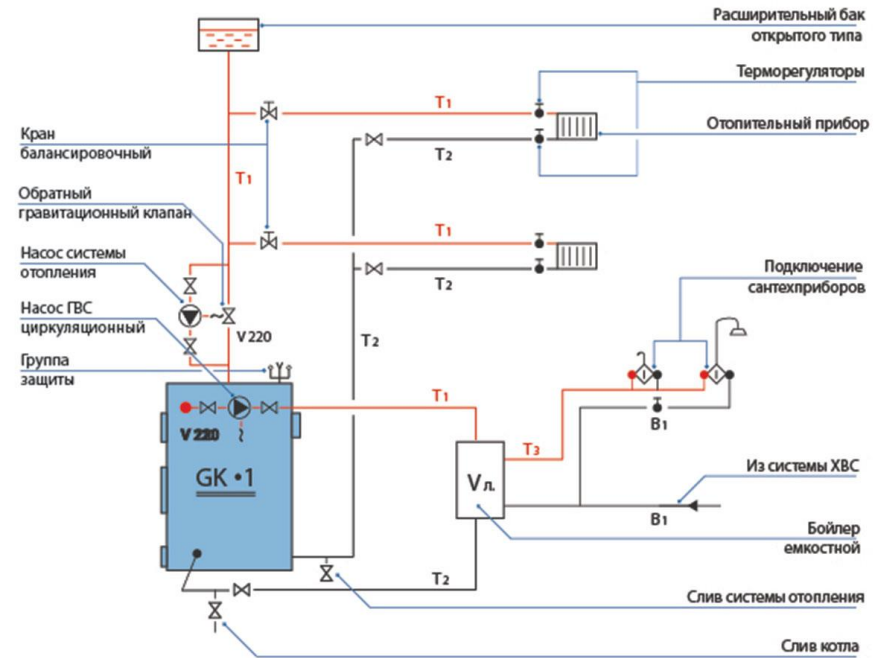 Расширительный бак
открытого типа
Терморегуляторы
T1
Отопительный прибор
Кран
балансировочный
T2
T1
Обратный
гравитационный клапан
T1
Насос системы
отопления
T2
Подключение
сантехприборов
Насос ГВС
циркуляционный
V 220
T2
Группа
защиты
T1
V 220
B1
T3
GK •1
Vл.
Из системы ХВС
B1
Бойлер
емкостной
T2
Слив системы отопления
Слив котла